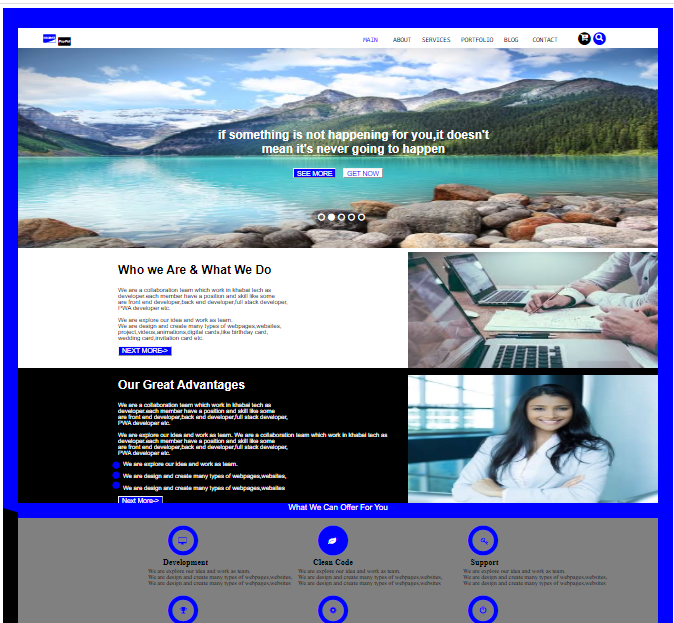 PayPal
MAIN ABOUT SERVICES PORTFOLIO BLOG CONTACT
if something is not happening for you,it doesn't
mean it's never going to happen
SEE MORE GET NOW
Who we Are & What We Do
We are a collaboration team which work in khabai tech as
developer.each member have a position and skill like some
are front end developer,back end developer,full stack developer,
PWA developer etc.
We are explore our idea and work as team.
We are design and create many types of webpages,websites,
project,videos,animations,digital cards,like birthday card,
wedding card,invitation card etc.
NEXT MORE->
Our Great Advantages
We are a collaboration team which work in khabai tech as
developer.each member have a position and skill like some
are front end developer,back end developer,full stack developer,
PWA developer etc.
We are explore our idea and work as team. We are a collaboration team which work in khabai tech as
developer.each member have a position and skill like some
are front end developer,back end developer,full stack developer,
PWA developer etc.
We are explore our idea and work as team.
We are design and create many types of webpages,websites,
We are design and create many types of webpages,websites
Next More->
What We Can Offer For You
Development Clean Code Support
We are explore our idea and work as team. We are explore our idea and work as team. We are explore our idea and work as team.
We are design and create many types of webpages,websites, We are design and create many types of webpages,websites, We are design and create many types of webpages,websites,
We are design and create many types of webpages,websites We are design and create many types of webpages,websites We are design and create many types of webpages,websites